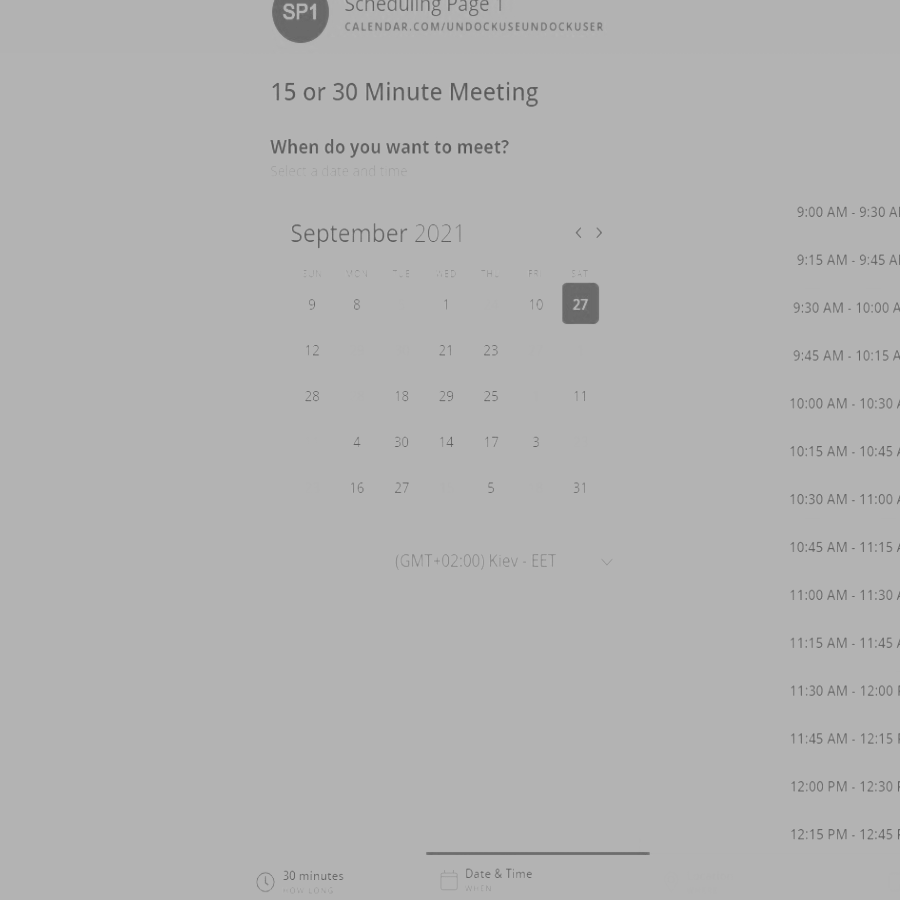 SP1
Scheduling Page 1
CALENDAR.COM/UNDOCKUSEUNDOCKUSER
15 or 30 Minute Meeting
When do you want to meet?
Select a date and time
September 2021
SUN MON TUE WED THU FRI SAT
9 8 1 10 27
12 21 23
28 18 29 25 11
4 30 14 17 3
16 27 5 31
(GMT+02:00) Kiev - EET
9:00 AM - 9:30
9:15 AM - 9:45
9:30 AM - 10:00
9:45 AM - 10:15
10:00 AM - 10:30
10:15 AM - 10:45
10:30 AM - 11:00
10:45 AM - 11:15
11:00 AM - 11:30
11:15 AM - 11:45
11:30 AM - 12:00
11:45 AM - 12:15
12:00 PM - 12:30
12:15 PM - 12:45
30 minutes
HOW LONG
Date & Time
WHEN